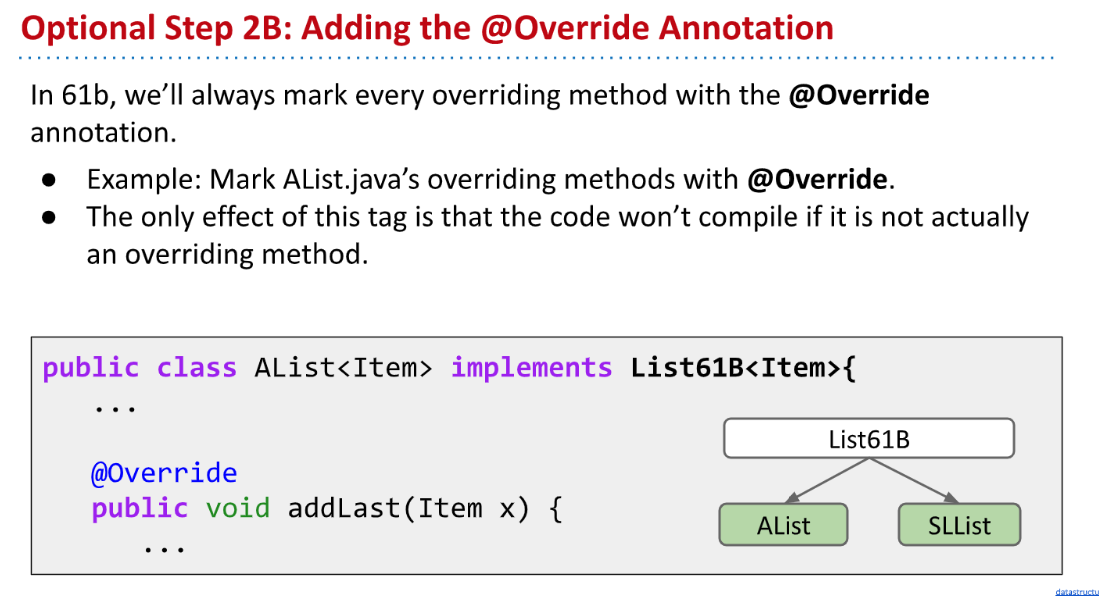 Optional Step 2B: Adding the @Override Annotation
In 61b, we’ll always mark every overriding method with the @Override
annotation.
● Example: Mark AList.java’s overriding methods with @Override.
● The only effect of this tag is that the code won’t compile if it is not actually
an overriding method.
public class AList<Item> implements List61B<Item>{
...
@Override
public void addLast(Item x) {
...
List61B
AList
SLList
datastructu